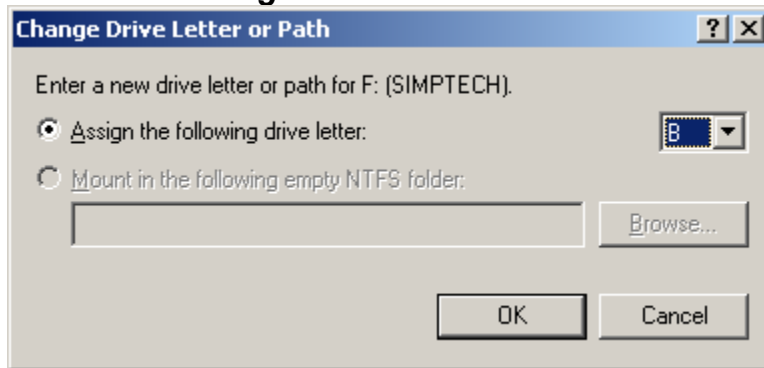 Change Drive Letter or Path
Enter a new drive letter or path for F: (SIMPTECH).
Assign the following drive letter: B
Mount in the following empty NTFS folder:
Browse...
OK Cancel